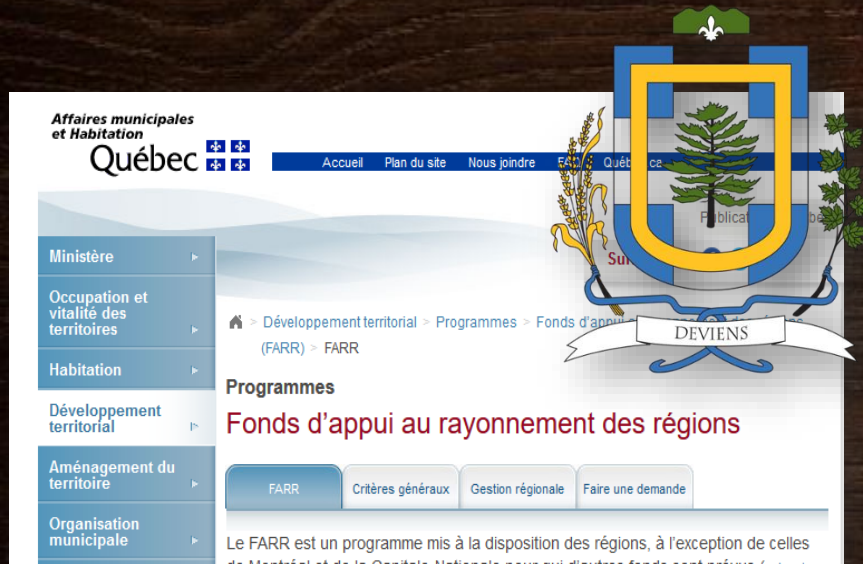 Affaires municipales
et Habitation
Québec
Accueil Plan du site Nous joindre Québec.ca
Ministère
Occupation et
vitalité des
territoires
Habitation
Développement
territorial
Aménagement du
territoire
Organisation
municipale
> Développement territorial > Programmes > Fonds d'appui
(FARR) > FARR
DEVIENS
Programmes
Fonds d'appui au rayonnement des régions
FARR Critères généraux Gestion régionale Faire une demande
Le FARR est un programme mis à la disposition des régions, à l'exception de celles